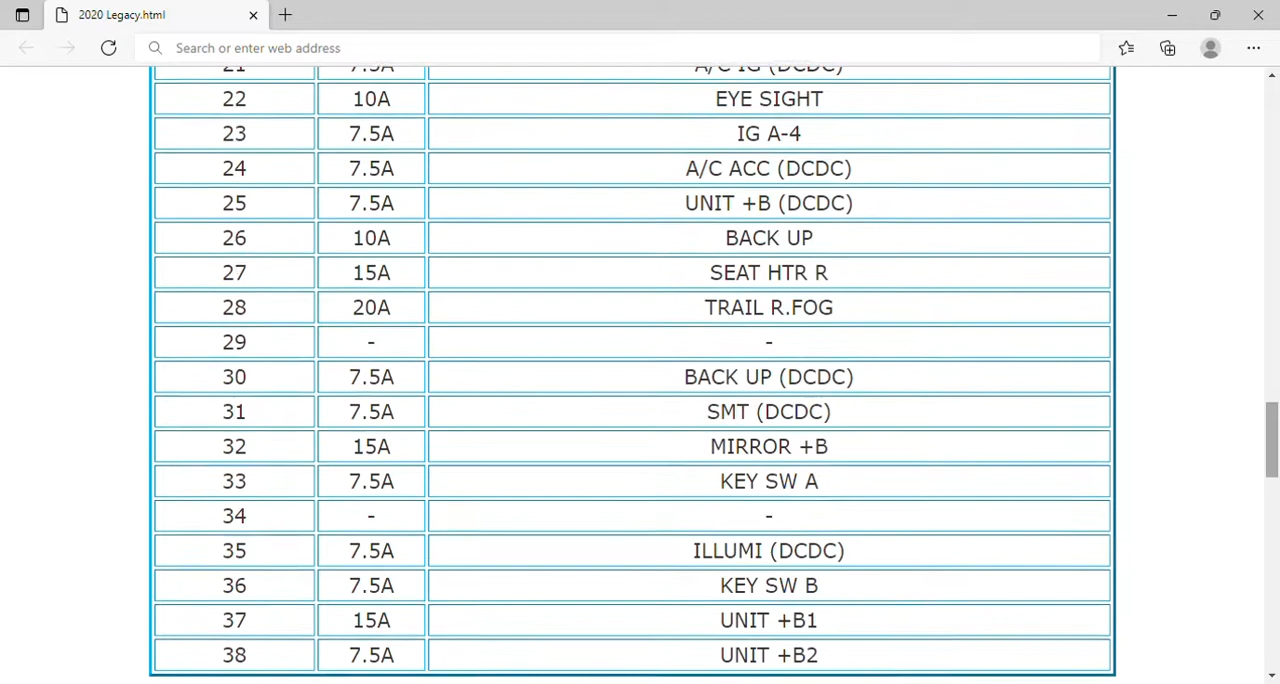 2020 Legacy.html
Search or enter web address
21 7.5A A/C IG (DCDC)
22 10A EYE SIGHT
23 7.5A IG A-4
24 7.5A A/C ACC (DCDC)
25 7.5A UNIT +B (DCDC)
26 10A BACK UP
27 15A SEAT HTR R
28 20A TRAIL R.FOG
29 - -
30 7.5A BACK UP (DCDC)
31 7.5A SMT (DCDC)
32 15A MIRROR +B
33 7.5A KEY SW A
34 - -
35 7.5A ILLUMI (DCDC)
36 7.5A KEY SW B
37 15A UNIT +B1
38 7.5A UNIT +B2